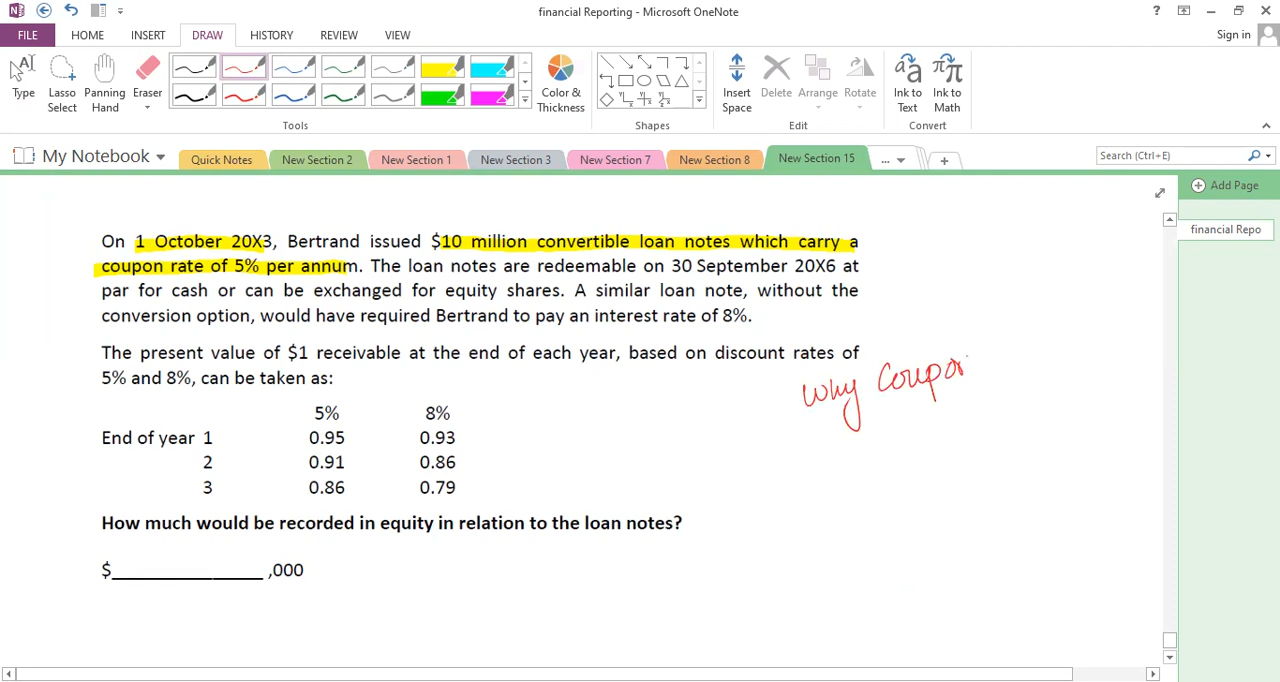 financial Reporting - Microsoft OneNote
? 
Sign in
FILE HOME INSERT DRAW HISTORY REVIEW VIEW
Type
Lasso Select
Panning Hand
Eraser
Color & Thickness
Insert Space
Delete
Arrange
Rotate
Ink to Text
Ink to Math
Tools Shapes Edit Convert
My Notebook Quick Notes New Section 2 New Section 1 New Section 3 New Section 7 New Section 8 New Section 15 ... Search (Ctrl+E)
Add Page
financial Repo
On 1 October 20X3, Bertrand issued $10 million convertible loan notes which carry a
coupon rate of 5% per annum. The loan notes are redeemable on 30 September 20X6 at
par for cash or can be exchanged for equity shares. A similar loan note, without the
conversion option, would have required Bertrand to pay an interest rate of 8%.
The present value of $1 receivable at the end of each year, based on discount rates of
5% and 8%, can be taken as:
why Coupon
5% 8%
End of year 1 0.95 0.93
2 0.91 0.86
3 0.86 0.79
How much would be recorded in equity in relation to the loan notes?
$_______________ ,000